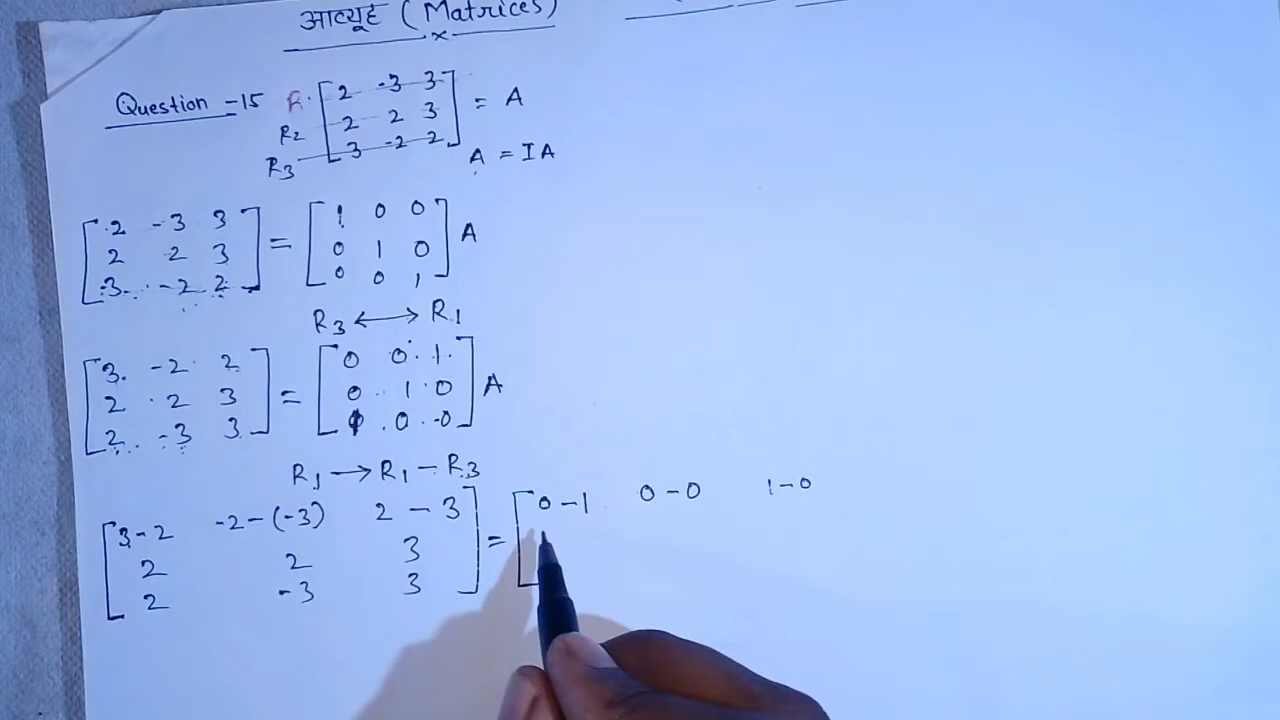 आव्यूह (Matrices)
x
Question - 15 R1 [ 2 -3 3 ] = A
R2 [ 2 2 3 ]
R3 [ 3 -2 2 ] A = IA
[ 2 -3 3 ] = [ 1 0 0 ] A
[ 2 2 3 ] [ 0 1 0 ]
[ 3 -2 2 ] [ 0 0 1 ]
R3 ⟷ R1
[ 3 -2 2 ] = [ 0 0 1 ] A
[ 2 2 3 ] [ 0 1 0 ]
[ 2 -3 3 ] [ 1 0 0 ]
R1 → R1 - R3
[ 3-2 -2-(-3) 2-3 ] = [ 0-1 0-0 1-0
[ 2 2 3 ]
[ 2 -3 3 ]